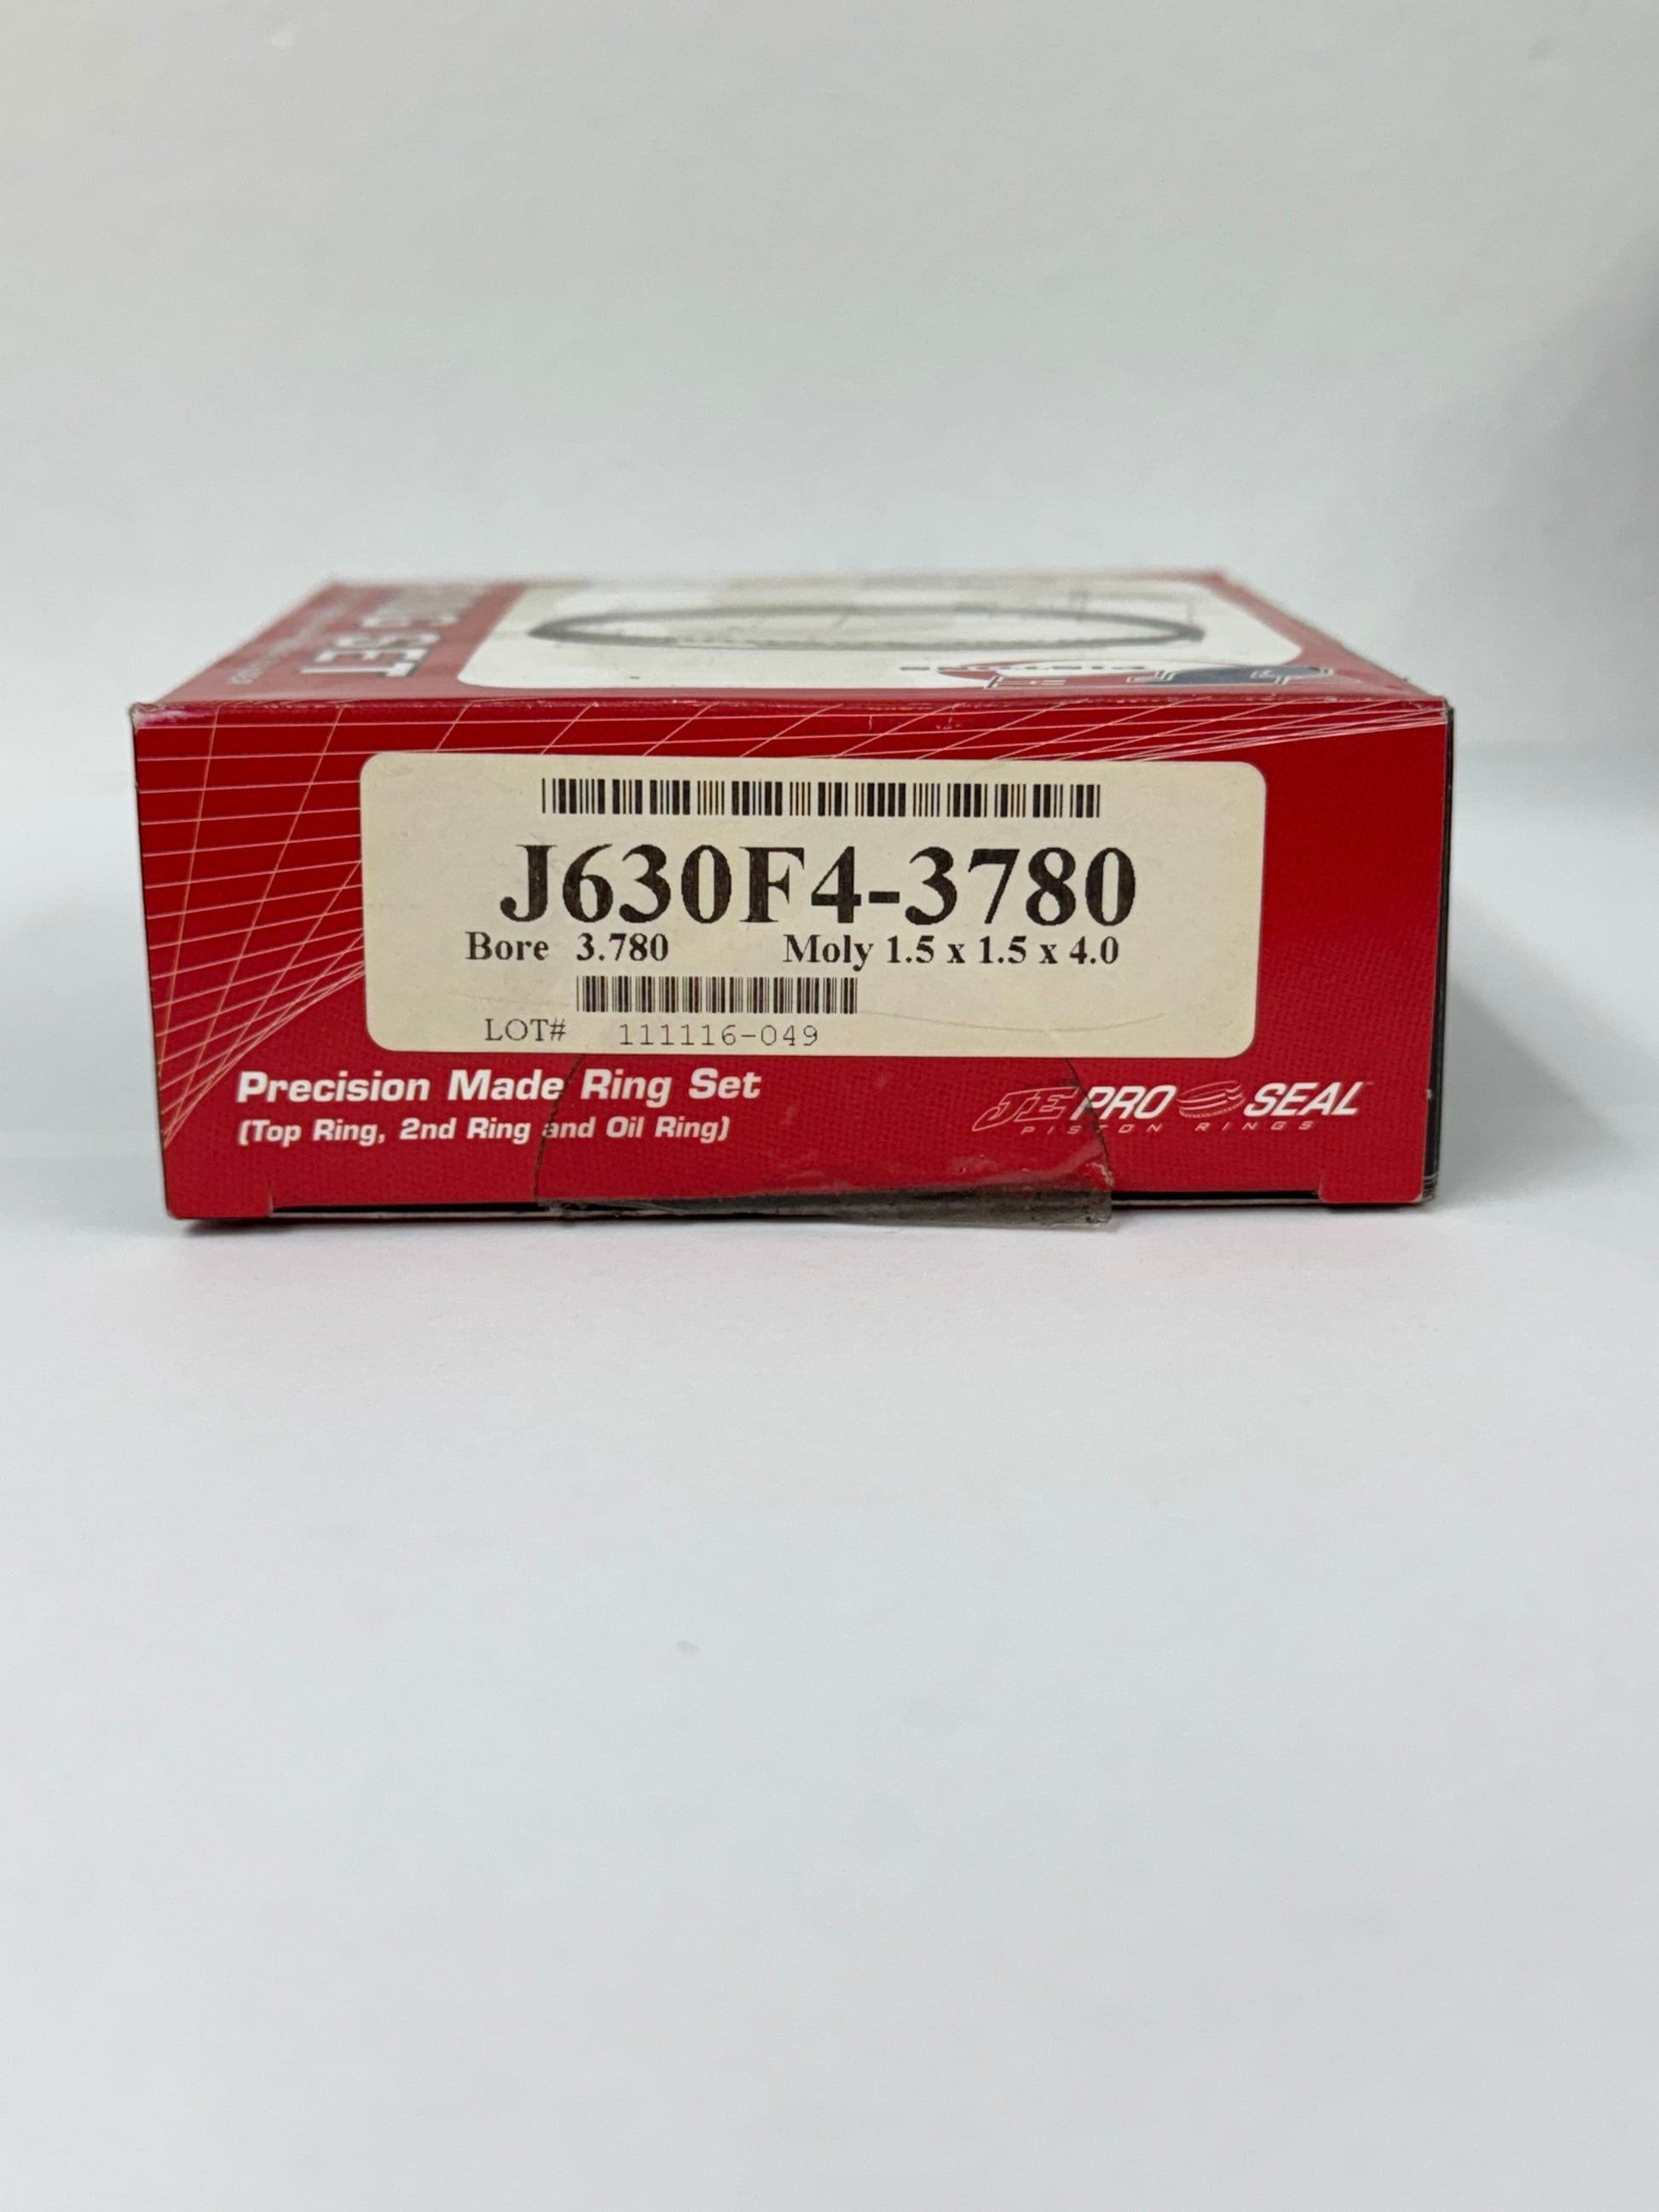 SET
J630F4-3780
Bore 3.780 Moly 1.5 x 1.5 x 4.0
LOT# 111116-049
Precision Made Ring Set
(Top Ring, 2nd Ring and Oil Ring)
JE PRO SEAL
PISTON RINGS